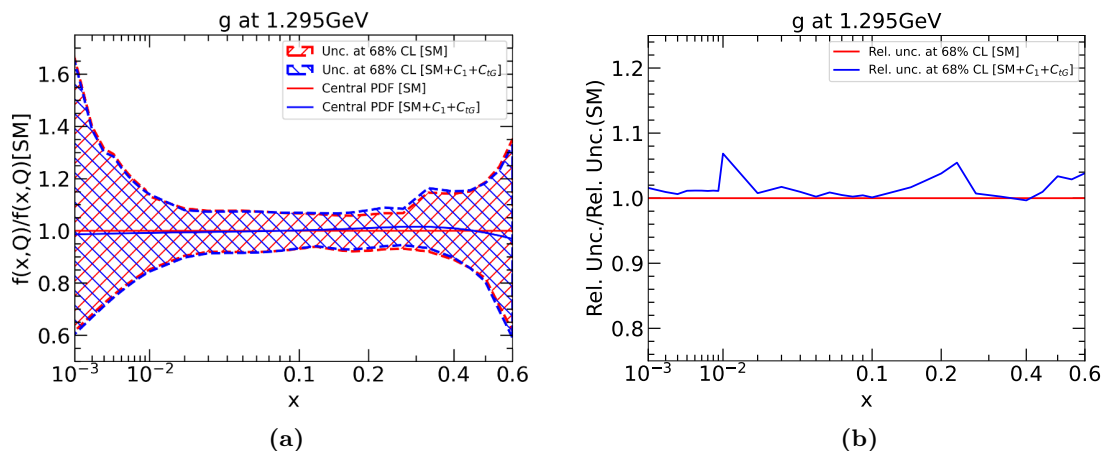 g at 1.295GeV
Unc. at 68% CL [SM]
Unc. at 68% CL [SM+C₁+C_tG]
Central PDF [SM]
Central PDF [SM+C₁+C_tG]
f(x,Q)/f(x,Q)[SM]
1.6
1.4
1.2
1.0
0.8
0.6
10⁻³ 10⁻² 0.1 0.2 0.4 0.6
x
(a)
g at 1.295GeV
Rel. unc. at 68% CL [SM]
Rel. unc. at 68% CL [SM+C₁+C_tG]
Rel. Unc./Rel. Unc.(SM)
1.2
1.1
1.0
0.9
0.8
10⁻³ 10⁻² 0.1 0.2 0.4 0.6
x
(b)